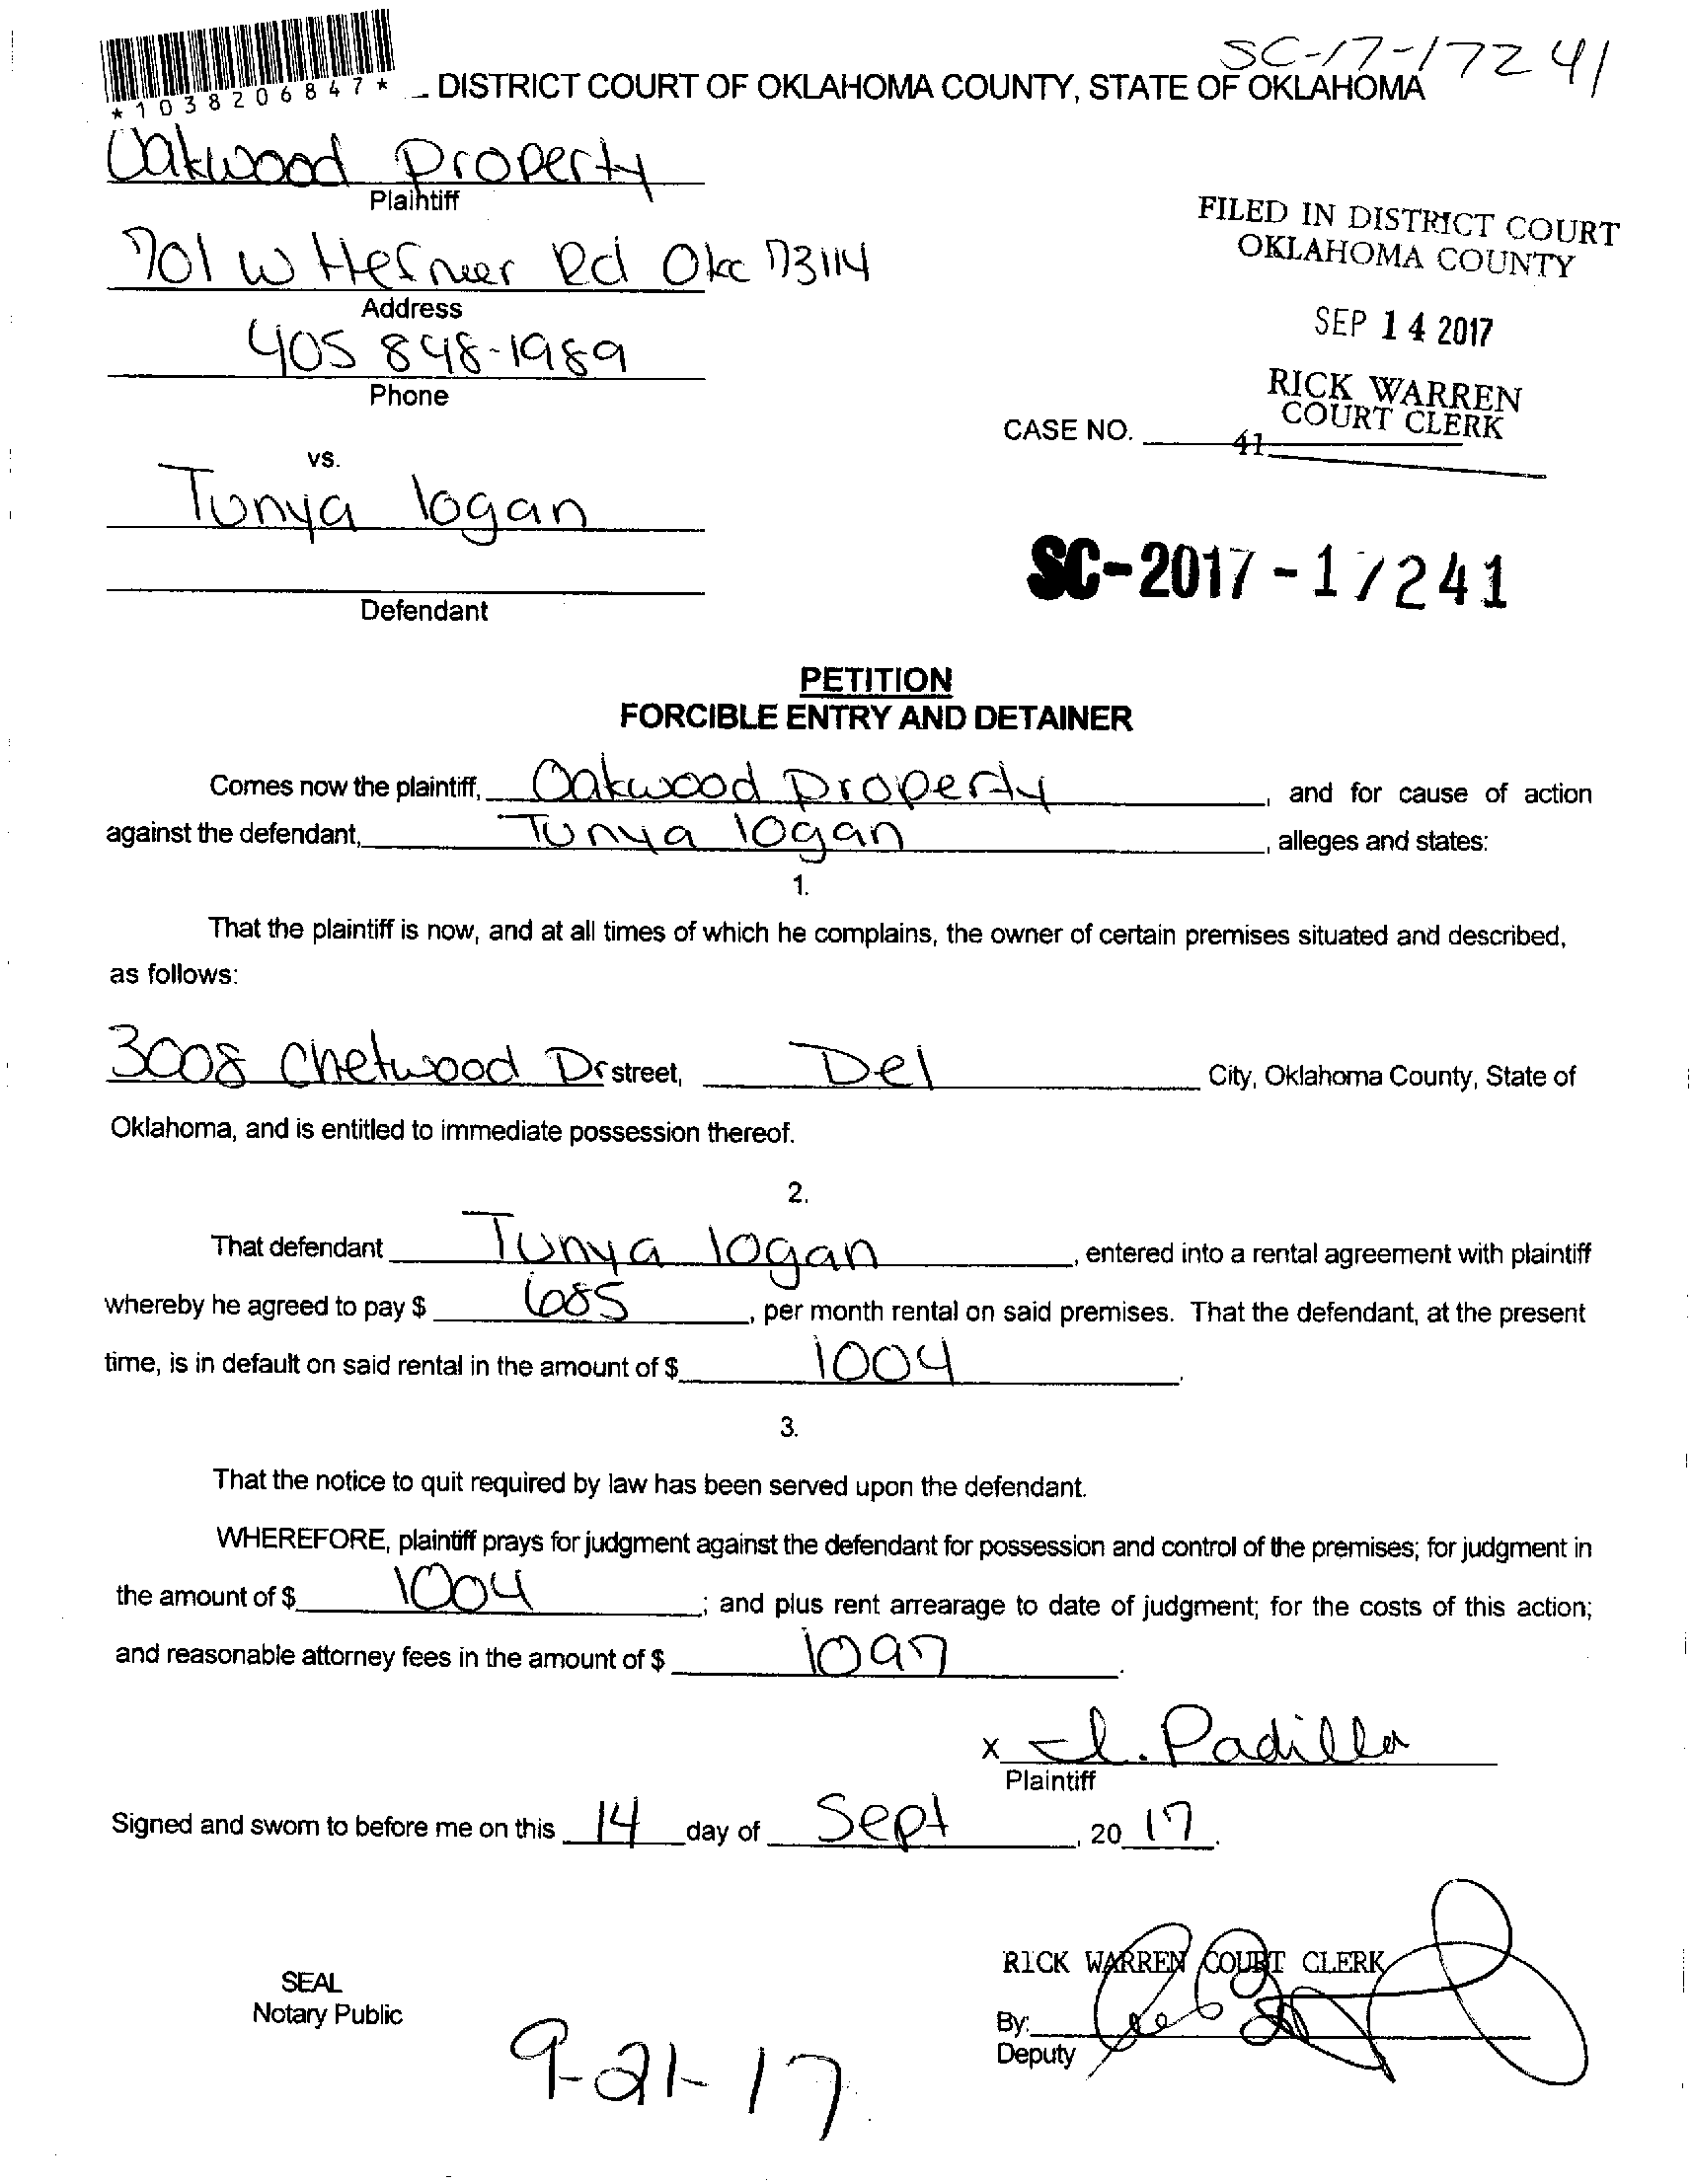 SC-17-17241
*1038206847*
DISTRICT COURT OF OKLAHOMA COUNTY, STATE OF OKLAHOMA
Oakwood Property
Plaintiff
701 W Hefner Rd Okc 73114
Address
405 848-1989
Phone
FILED IN DISTRICT COURT
OKLAHOMA COUNTY
SEP 14 2017
RICK WARREN
COURT CLERK
CASE NO.
41
vs.
Tunya logan
Defendant
SC-2017-17241
PETITION
FORCIBLE ENTRY AND DETAINER
Comes now the plaintiff, Oakwood Property, and for cause of action
against the defendant, Tunya logan, alleges and states:
1.
That the plaintiff is now, and at all times of which he complains, the owner of certain premises situated and described,
as follows:
3008 Chetwood Dr street, Del City, Oklahoma County, State of
Oklahoma, and is entitled to immediate possession thereof.
2.
That defendant Tunya logan, entered into a rental agreement with plaintiff
whereby he agreed to pay $ 685, per month rental on said premises. That the defendant, at the present
time, is in default on said rental in the amount of $ 1004.
3.
That the notice to quit required by law has been served upon the defendant.
WHEREFORE, plaintiff prays for judgment against the defendant for possession and control of the premises; for judgment in
the amount of $ 1004; and plus rent arrearage to date of judgment; for the costs of this action;
and reasonable attorney fees in the amount of $ 1097.
x I. Padilla
Plaintiff
Signed and sworn to before me on this 14 day of Sept, 20 17.
RICK WARREN COURT CLERK
SEAL
Notary Public
By:
Deputy
9-21-17